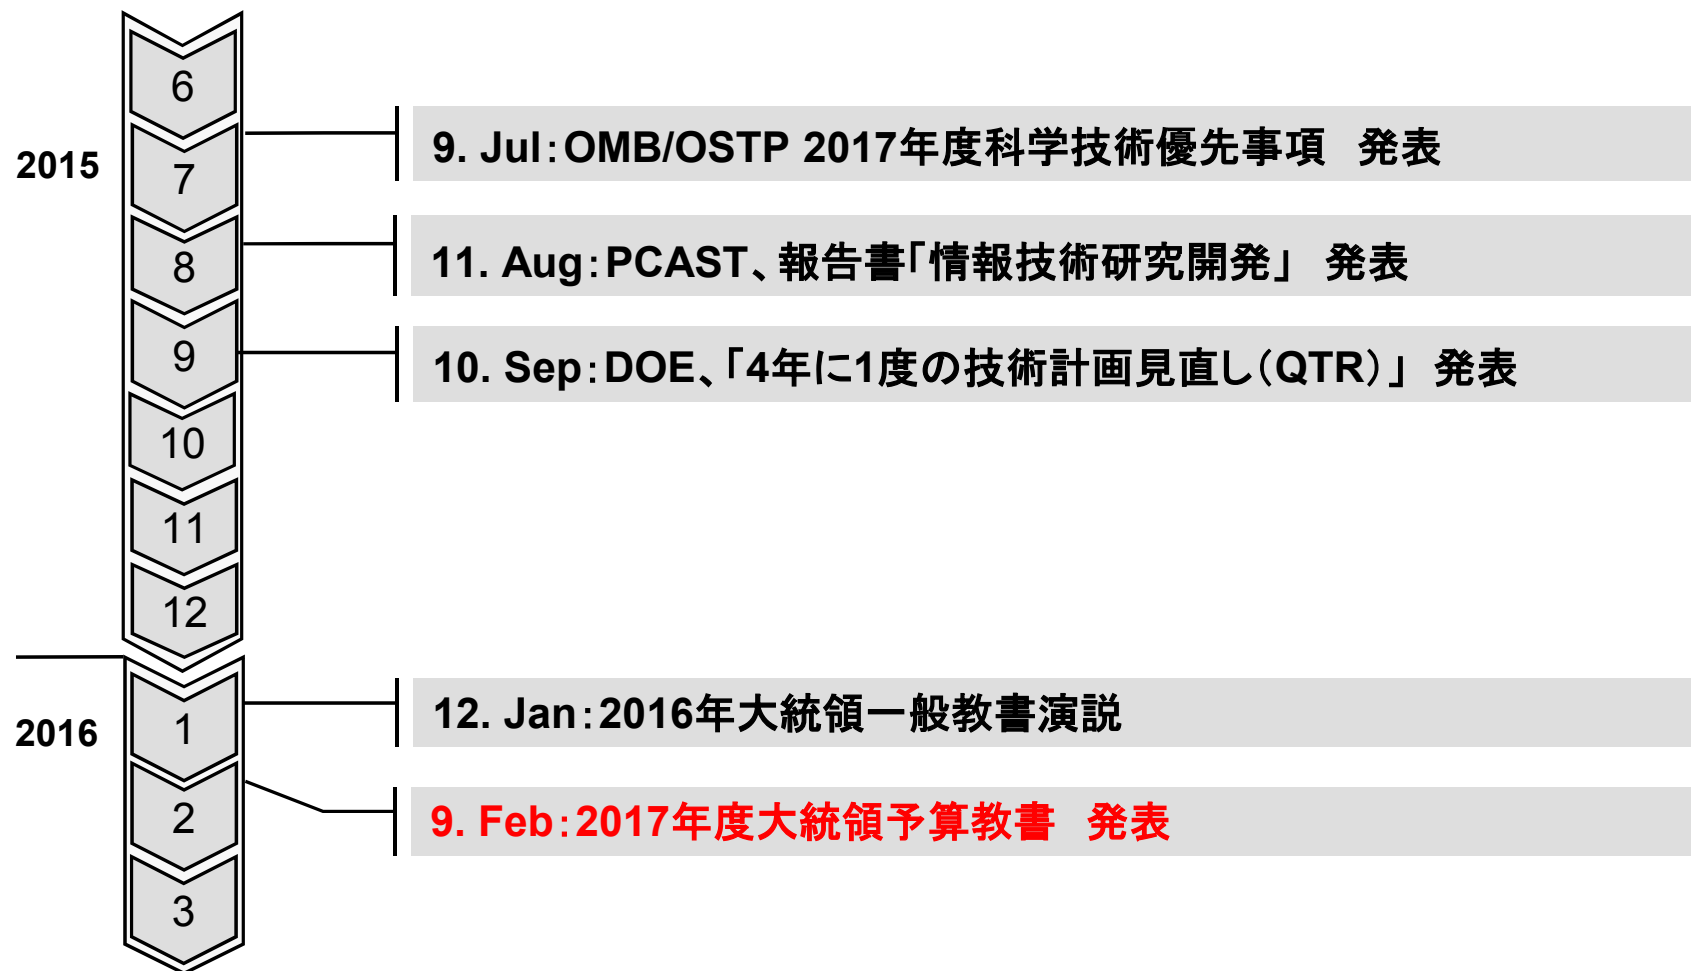 2015
6
7
8
9
10
11
12
9. Jul：OMB/OSTP 2017年度科学技術優先事項　発表
11. Aug：PCAST、報告書「情報技術研究開発」　発表
10. Sep：DOE、「4年に1度の技術計画見直し（QTR）」　発表
2016
1
2
3
12. Jan：2016年大統領一般教書演説
9. Feb：2017年度大統領予算教書　発表